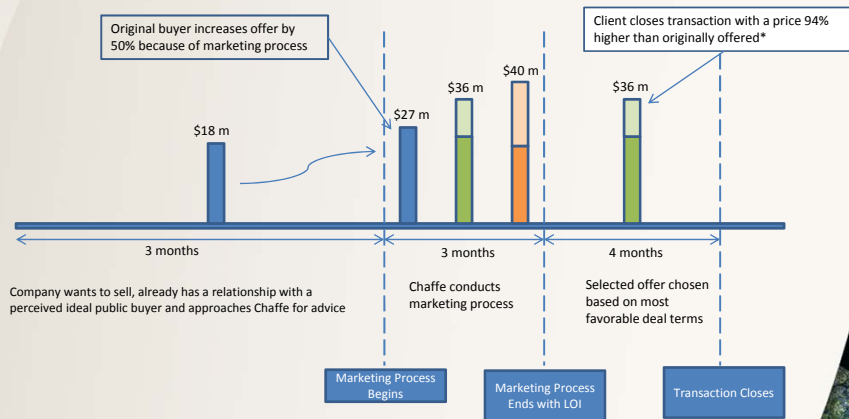 Original buyer increases offer by
50% because of marketing process
Client closes transaction with a price 94%
higher than originally offered*
$18 m
$27 m
$36 m
$40 m
$36 m
3 months
3 months
4 months
Company wants to sell, already has a relationship with a
perceived ideal public buyer and approaches Chaffe for advice
Chaffe conducts
marketing process
Selected offer chosen
based on most
favorable deal terms
Marketing Process
Begins
Marketing Process
Ends with LOI
Transaction Closes